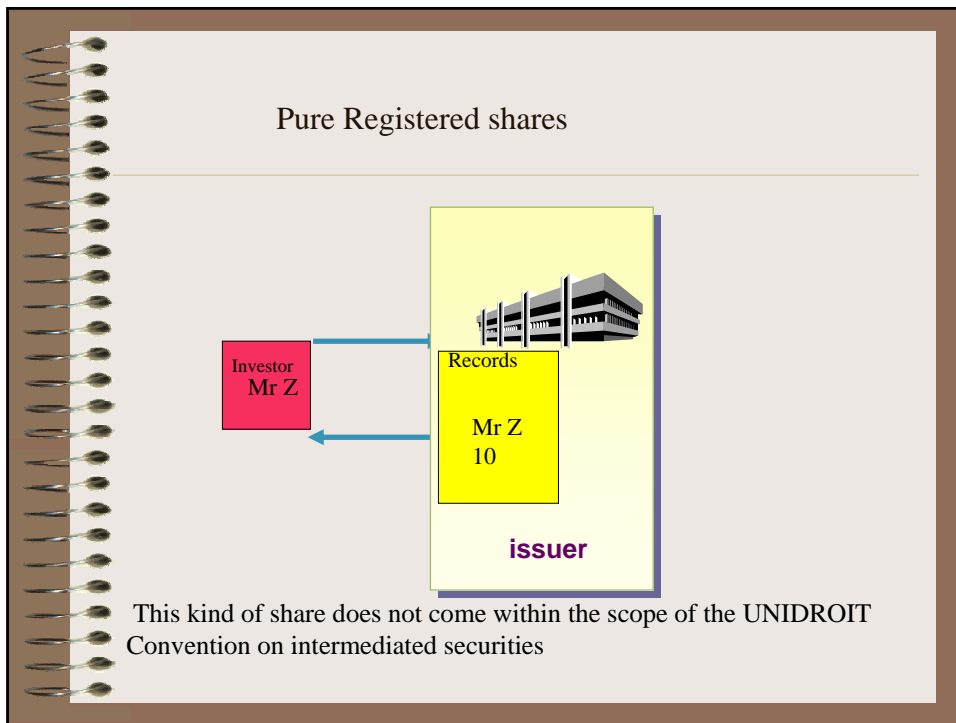 Pure Registered shares
Investor
Mr Z
Records
Mr Z
10
issuer
This kind of share does not come within the scope of the UNIDROIT
Convention on intermediated securities